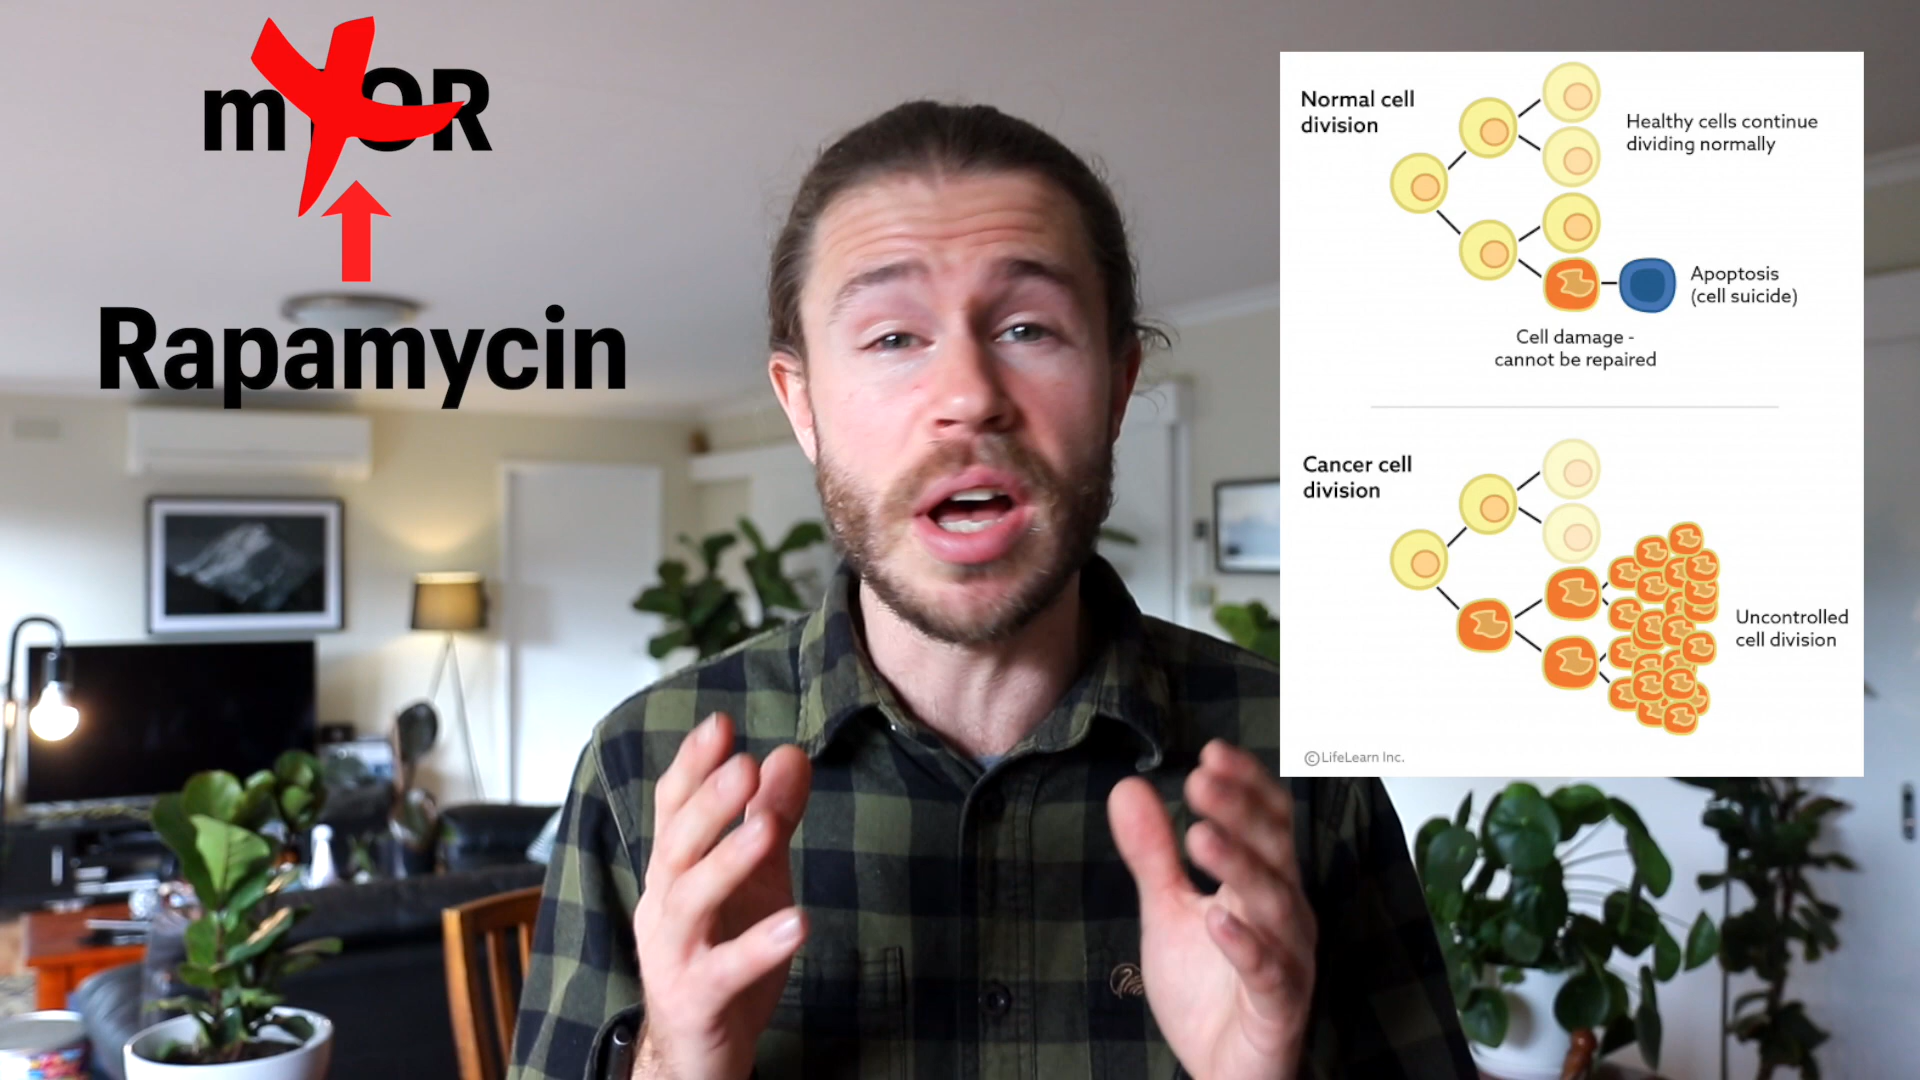 mTOR
Rapamycin
Normal cell
division
Healthy cells continue
dividing normally
Apoptosis
(cell suicide)
Cell damage -
cannot be repaired
Cancer cell
division
Uncontrolled
cell division
©LifeLearn Inc.